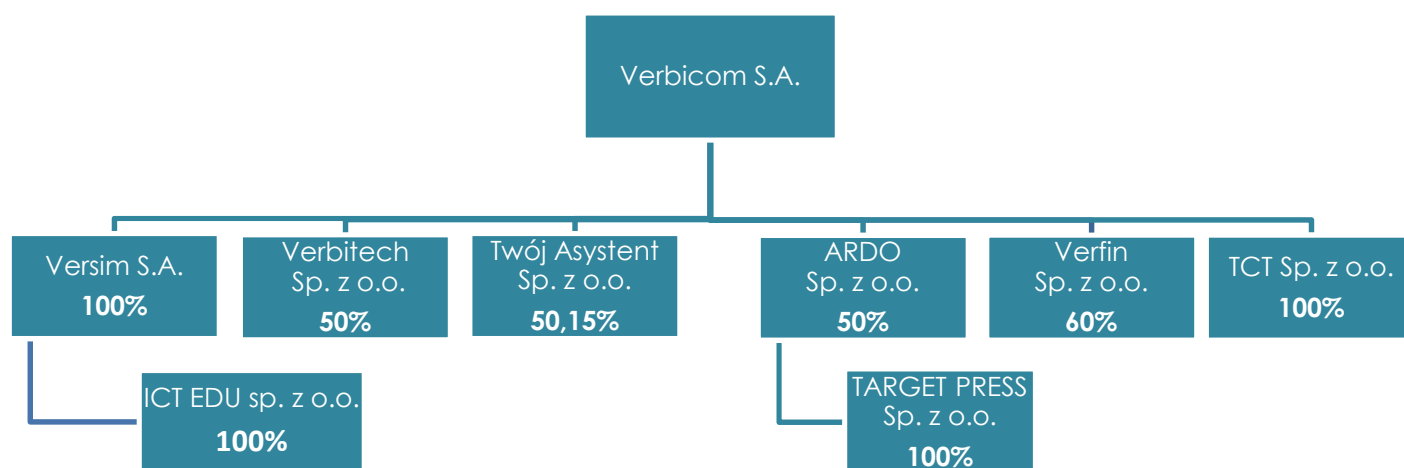 Verbicom S.A.
Versim S.A.
100%
Verbitech
Sp. z o.o.
50%
Twój Asystent
Sp. z o.o.
50,15%
ARDO
Sp. z o.o.
50%
Verfin
Sp. z o.o.
60%
TCT Sp. z o.o.
100%
ICT EDU sp. z o.o.
100%
TARGET PRESS
Sp. z o.o.
100%